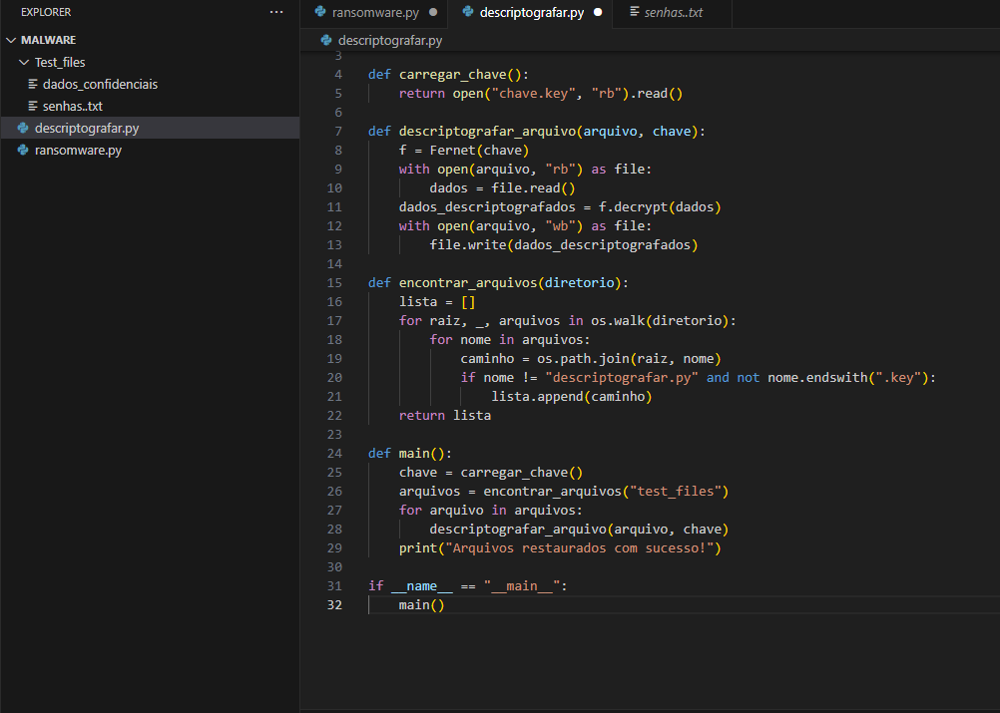 EXPLORER ...
MALWARE
Test_files
dados_confidenciais
senhas..txt
descriptografar.py
ransomware.py
ransomware.py descriptografar.py senhas..txt
descriptografar.py
3
4 def carregar_chave():
5 return open("chave.key", "rb").read()
6
7 def descriptografar_arquivo(arquivo, chave):
8 f = Fernet(chave)
9 with open(arquivo, "rb") as file:
10 dados = file.read()
11 dados_descriptografados = f.decrypt(dados)
12 with open(arquivo, "wb") as file:
13 file.write(dados_descriptografados)
14
15 def encontrar_arquivos(diretorio):
16 lista = []
17 for raiz, _, arquivos in os.walk(diretorio):
18 for nome in arquivos:
19 caminho = os.path.join(raiz, nome)
20 if nome != "descriptografar.py" and not nome.endswith(".key"):
21 lista.append(caminho)
22 return lista
23
24 def main():
25 chave = carregar_chave()
26 arquivos = encontrar_arquivos("test_files")
27 for arquivo in arquivos:
28 descriptografar_arquivo(arquivo, chave)
29 print("Arquivos restaurados com sucesso!")
30
31 if __name__ == "__main__":
32 main()